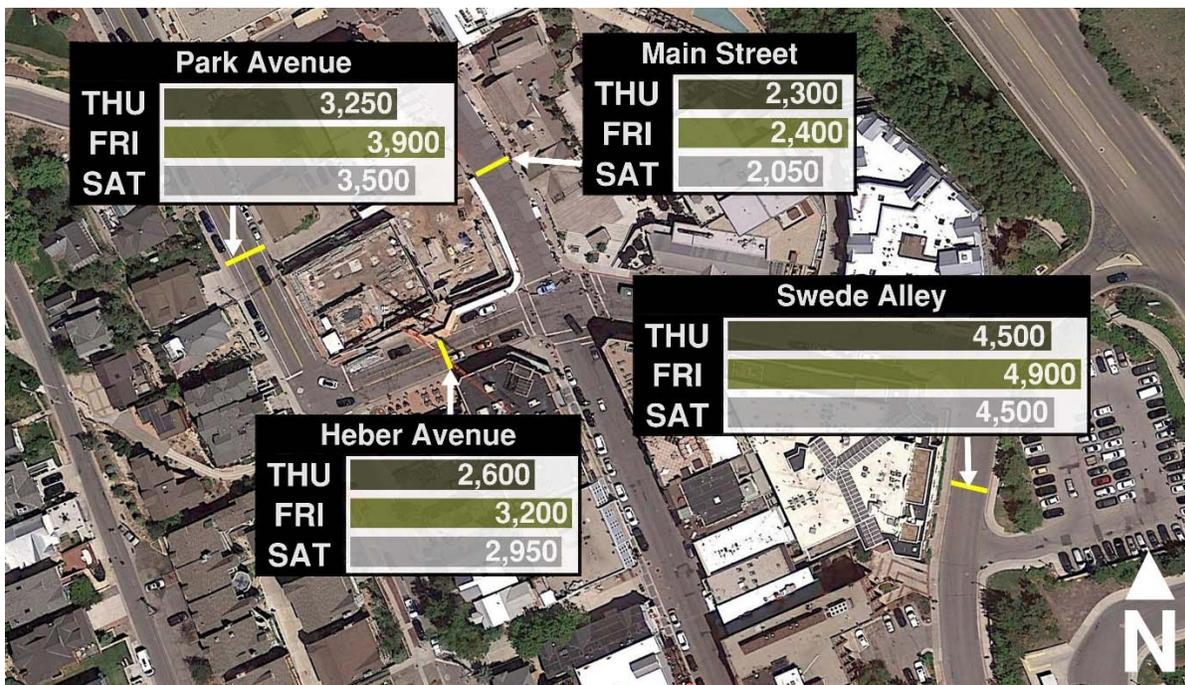 Park Avenue
THU 3,250
FRI 3,900
SAT 3,500
Main Street
THU 2,300
FRI 2,400
SAT 2,050
Swede Alley
THU 4,500
FRI 4,900
SAT 4,500
Heber Avenue
THU 2,600
FRI 3,200
SAT 2,950
N